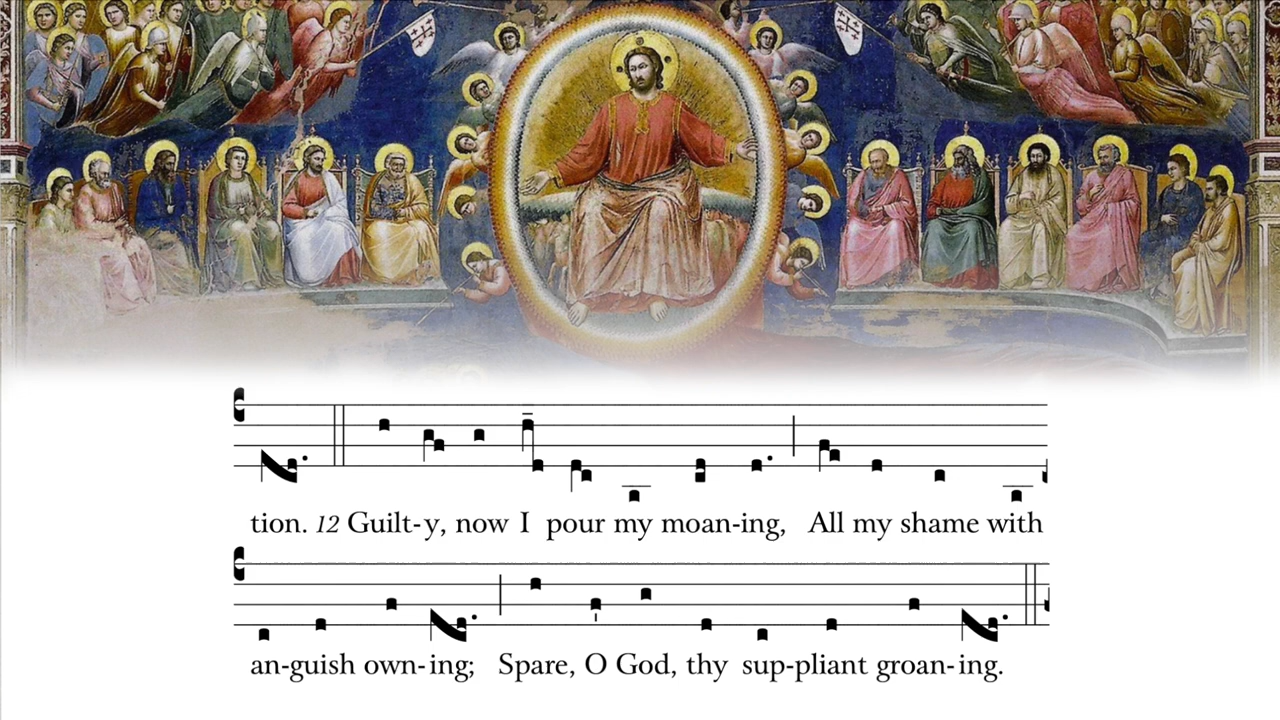 tion. 12 Guilt-y, now I pour my moan-ing, All my shame with
an-guish own-ing; Spare, O God, thy sup-pliant groan-ing.